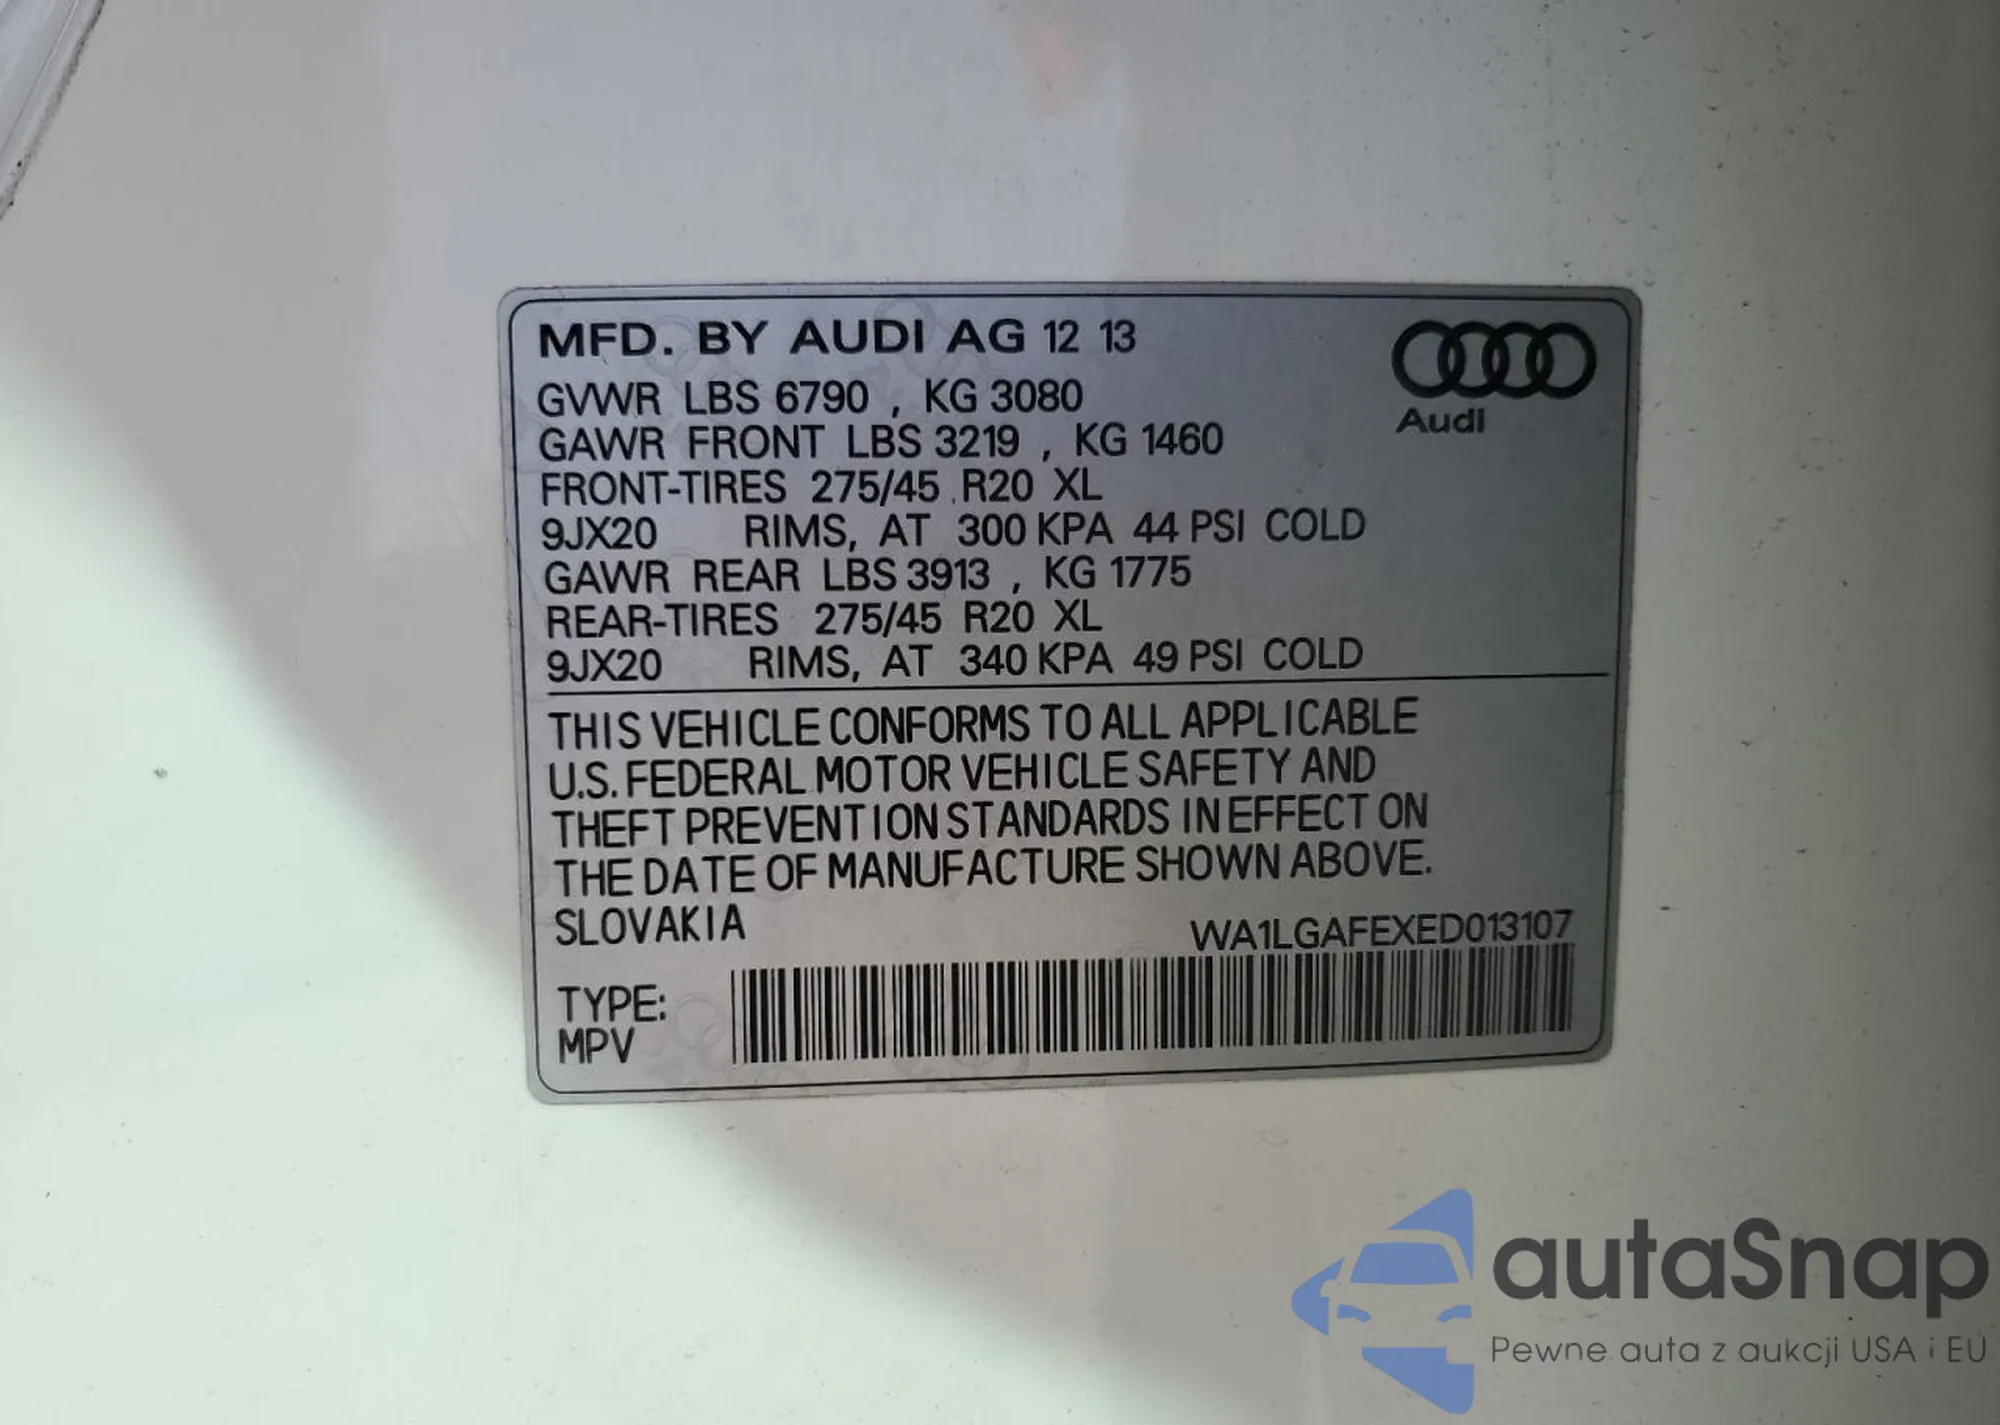 MFD. BY AUDI AG 12 13
GVWR LBS 6790 , KG 3080
GAWR FRONT LBS 3219 , KG 1460
FRONT-TIRES 275/45 R20 XL
9JX20 RIMS, AT 300 KPA 44 PSI COLD
GAWR REAR LBS 3913 , KG 1775
REAR-TIRES 275/45 R20 XL
9JX20 RIMS, AT 340 KPA 49 PSI COLD
Audi
THIS VEHICLE CONFORMS TO ALL APPLICABLE
U.S. FEDERAL MOTOR VEHICLE SAFETY AND
THEFT PREVENTION STANDARDS IN EFFECT ON
THE DATE OF MANUFACTURE SHOWN ABOVE.
SLOVAKIA
WA1LGAFEXED013107
TYPE:
MPV
autaSnap
Pewne auta z aukcji USA i EU